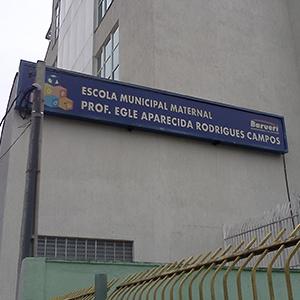 ESCOLA MUNICIPAL MATERNAL
PROF. EGLE APARECIDA RODRIGUES CAMPOS
Barueri